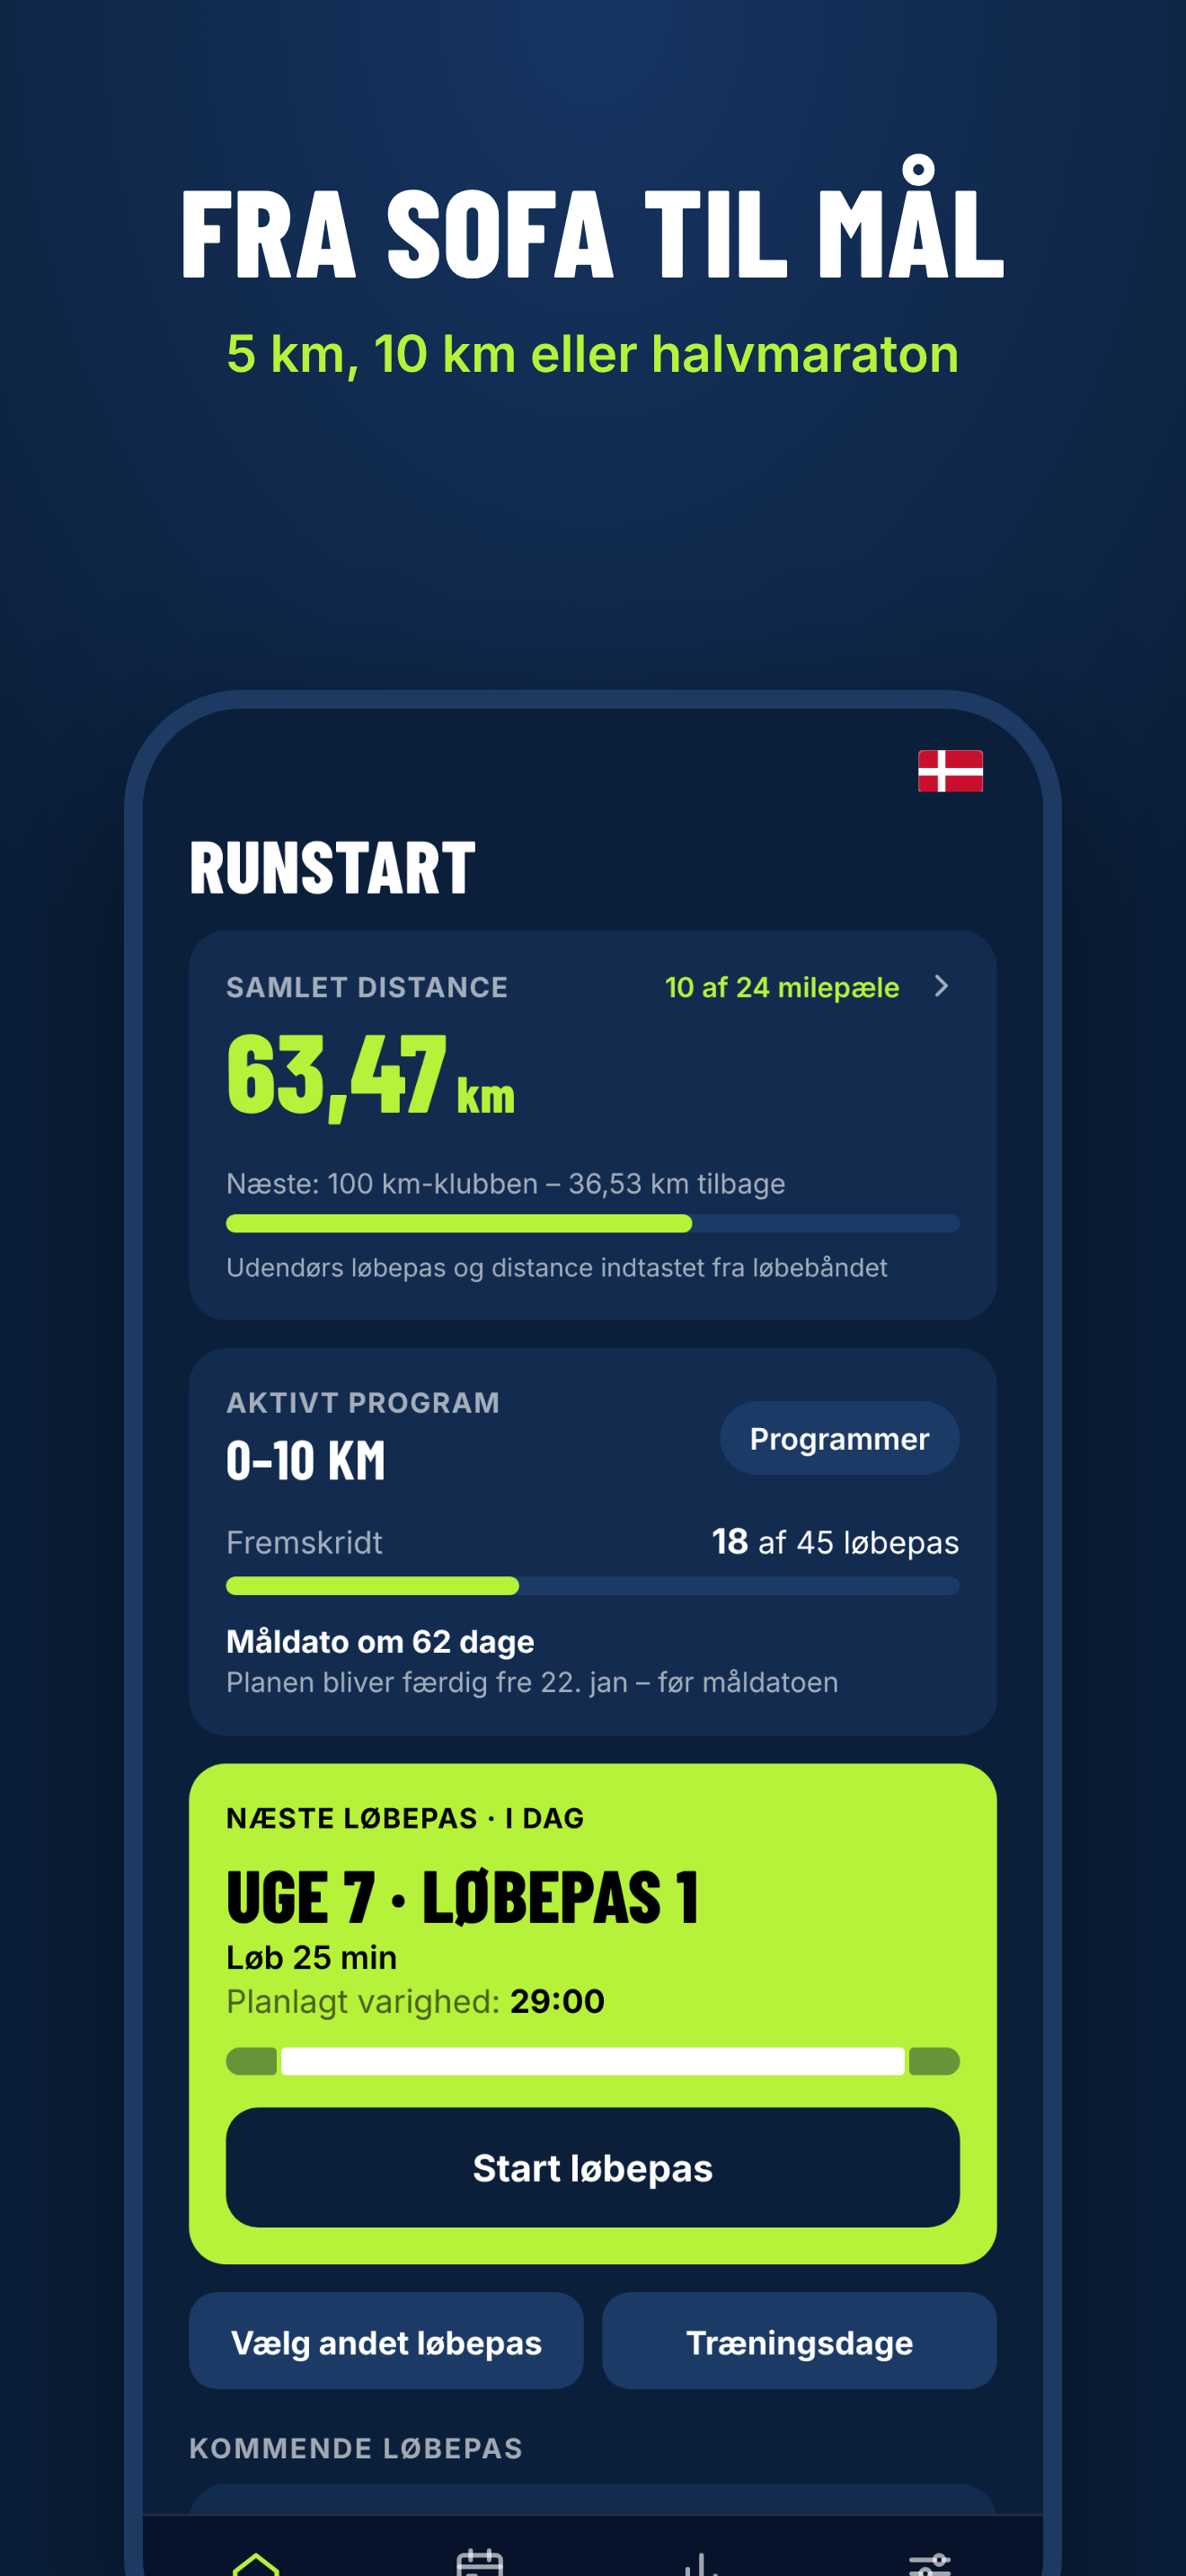 FRA SOFA TIL MÅL
5 km, 10 km eller halvmaraton
RUNSTART
SAMLET DISTANCE
10 af 24 milepæle
63,47 km
Næste: 100 km-klubben – 36,53 km tilbage
Udendørs løbepas og distance indtastet fra løbebåndet
AKTIVT PROGRAM
0–10 KM
Programmer
Fremskridt
18 af 45 løbepas
Måldato om 62 dage
Planen bliver færdig fre 22. jan – før måldatoen
NÆSTE LØBEPAS · I DAG
UGE 7 · LØBEPAS 1
Løb 25 min
Planlagt varighed: 29:00
Start løbepas
Vælg andet løbepas
Træningsdage
KOMMENDE LØBEPAS